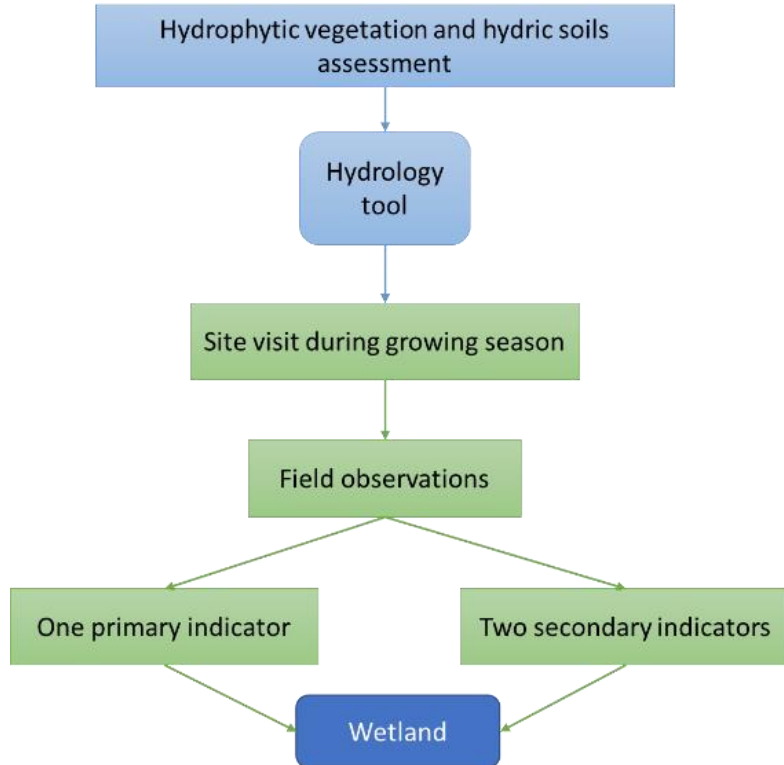 Hydrophytic vegetation and hydric soils
assessment
Hydrology
tool
Site visit during growing season
Field observations
One primary indicator
Two secondary indicators
Wetland